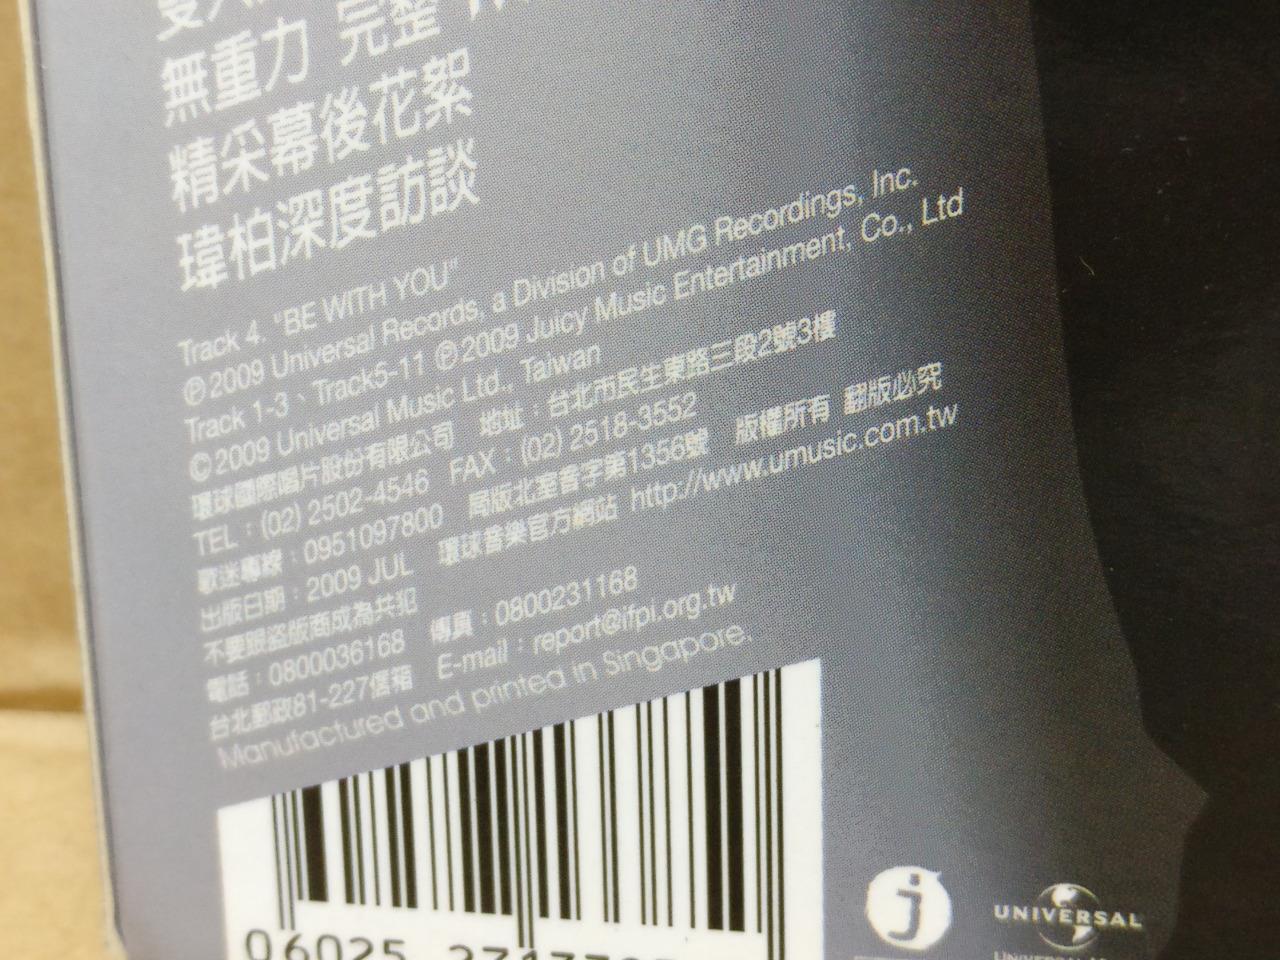 無重力 完整
精采幕後花絮
瑋柏深度訪談
Track 4. "BE WITH YOU"
℗2009 Universal Records, a Division of UMG Recordings, Inc.
Track 1-3、Track5-11 ℗2009 Juicy Music Entertainment, Co., Ltd
©2009 Universal Music Ltd., Taiwan
環球國際唱片股份有限公司 地址：台北市民生東路三段2號3樓
TEL：(02) 2502-4546 FAX：(02) 2518-3552
歌迷專線：0951097800 局版北室音字第1356號 版權所有 翻版必究
出版日期：2009 JUL 環球音樂官方網站 http://www.umusic.com.tw
不要跟盜版商成為共犯
電話：0800036168 傳真：0800231168
台北郵政81-227信箱 E-mail：report@ifpi.org.tw
Manufactured and printed in Singapore.
j
UNIVERSAL
06025